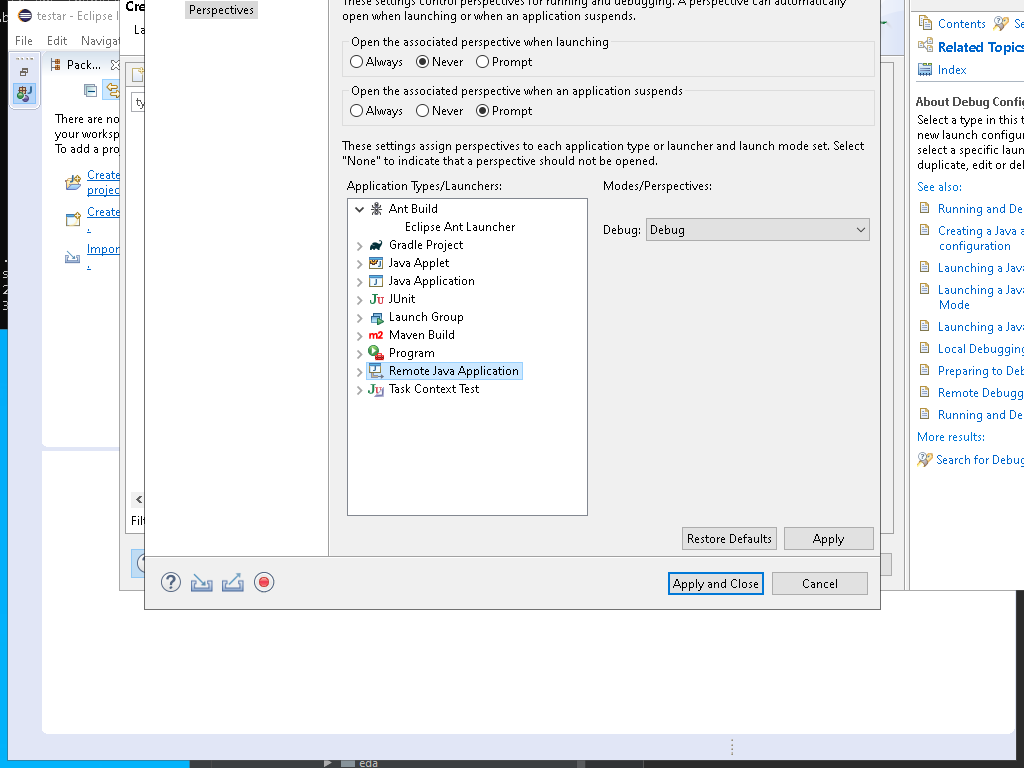 testar - Eclipse I
File Edit Navigat
Pack...
There are no
your worksp
To add a proj
Create
project
Create
.
Impor
.
Cre
ty
Filt
Perspectives
These settings control perspectives for running and debugging. A perspective can automatically
open when launching or when an application suspends.
Open the associated perspective when launching
Always Never Prompt
Open the associated perspective when an application suspends
Always Never Prompt
These settings assign perspectives to each application type or launcher and launch mode set. Select
"None" to indicate that a perspective should not be opened.
Application Types/Launchers:
Ant Build
Eclipse Ant Launcher
Gradle Project
Java Applet
Java Application
JUnit
Launch Group
Maven Build
Program
Remote Java Application
Task Context Test
Modes/Perspectives:
Debug: Debug
Restore Defaults Apply
Apply and Close Cancel
Contents Se
Related Topics
Index
About Debug Confi
Select a type in this t
new launch configur
select a specific laun
duplicate, edit or del
See also:
Running and De
Creating a Java a
configuration
Launching a Java
Launching a Java
Mode
Launching a Java
Local Debugging
Preparing to Deb
Remote Debugg
Running and De
More results:
Search for Debug
eda